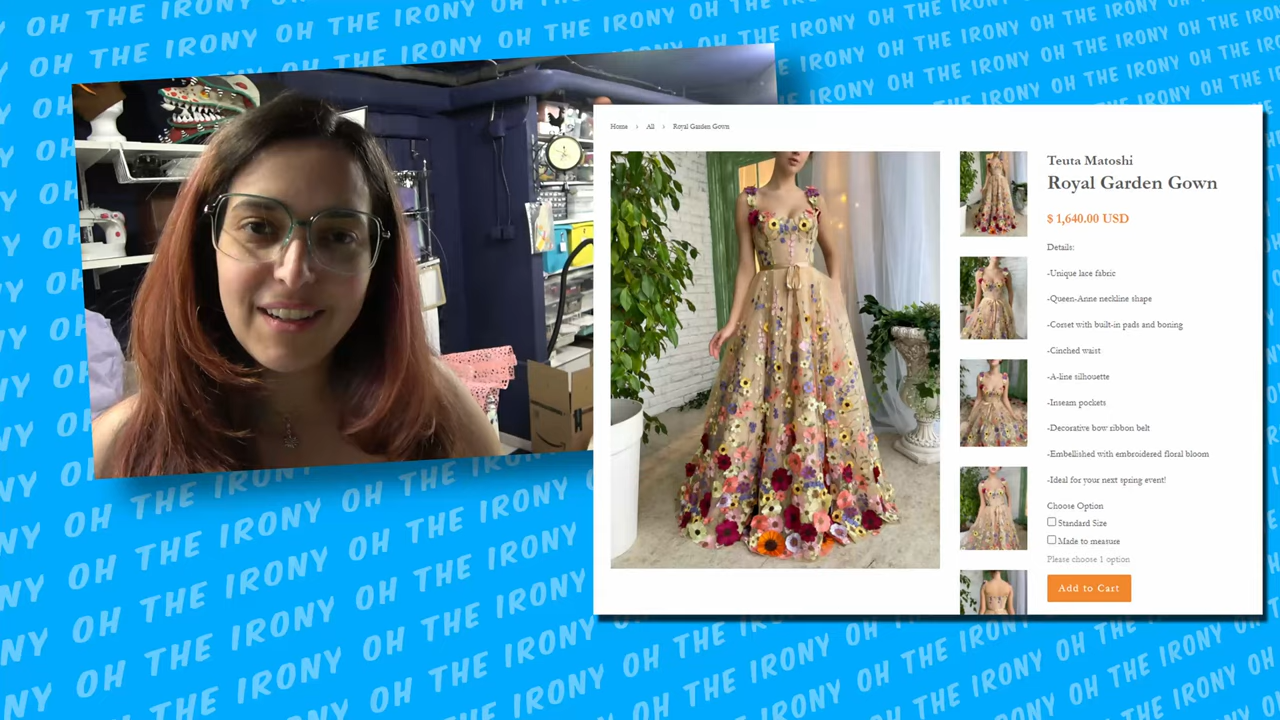 OH THE IRONY OH THE IRONY OH THE IRONY OH THE IRONY
Home > All > Royal Garden Gown
Teuta Matoshi
Royal Garden Gown
$ 1,640.00 USD
Details:
-Unique lace fabric
-Queen-Anne neckline shape
-Corset with built-in pads and boning
-Cinched waist
-A-line silhouette
-Inseam pockets
-Decorative bow ribbon belt
-Embellished with embroidered floral bloom
-Ideal for your next spring event!
Choose Option
Standard Size
Made to measure
Please choose 1 option
Add to Cart